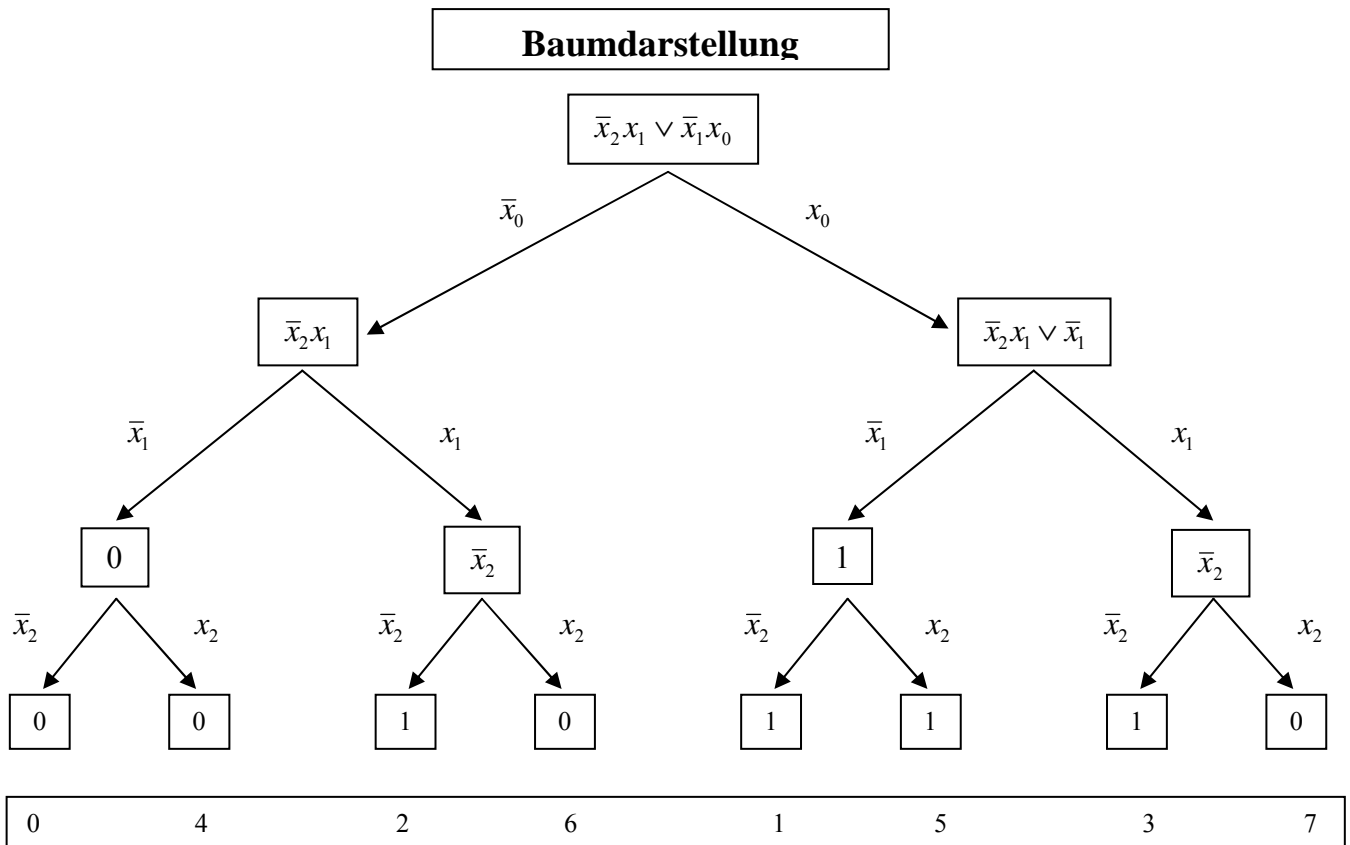 Baumdarstellung
x̄₂x₁ ∨ x̄₁x₀
x̄₀ x₀
x̄₂x₁ x̄₂x₁ ∨ x̄₁
x̄₁ x₁ x̄₁ x₁
0 x̄₂ 1 x̄₂
x̄₂ x₂ x̄₂ x₂ x̄₂ x₂ x̄₂ x₂
0 0 1 0 1 1 1 0
0 4 2 6 1 5 3 7